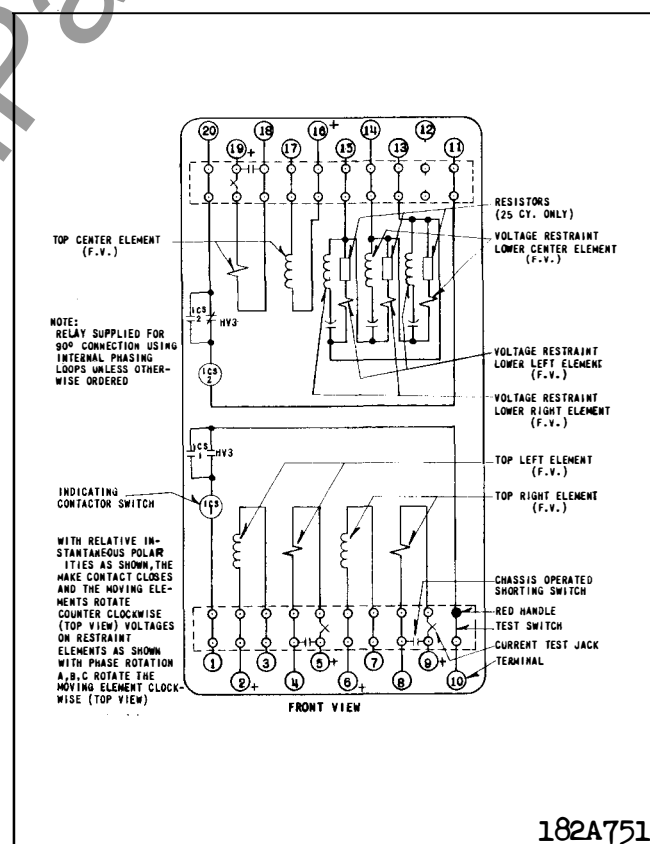 20
19
+
18
17
16
+
15
14
13
12
11
RESISTORS
(25 CY. ONLY)
TOP CENTER ELEMENT
(F.V.)
VOLTAGE RESTRAINT
LOWER CENTER ELEMENT
(F.V.)
ICS
2
HV3
NOTE:
RELAY SUPPLIED FOR
90° CONNECTION USING
INTERNAL PHASING
LOOPS UNLESS OTHER-
WISE ORDERED
ICS
2
VOLTAGE RESTRAINT
LOWER LEFT ELEMENT
(F.V.)
VOLTAGE RESTRAINT
LOWER RIGHT ELEMENT
(F.V.)
ICS
1
HV3
TOP LEFT ELEMENT
(F.V.)
INDICATING
CONTACTOR SWITCH
ICS
1
TOP RIGHT ELEMENT
(F.V.)
WITH RELATIVE IN-
STANTANEOUS POLAR
ITIES AS SHOWN, THE
MAKE CONTACT CLOSES
AND THE MOVING ELE-
MENTS ROTATE
COUNTER CLOCKWISE
(TOP VIEW) VOLTAGES
ON RESTRAINT
ELEMENTS AS SHOWN
WITH PHASE ROTATION
A,B,C ROTATE THE
MOVING ELEMENT CLOCK-
WISE (TOP VIEW)
CHASSIS OPERATED
SHORTING SWITCH
RED HANDLE
TEST SWITCH
CURRENT TEST JACK
TERMINAL
1
2
+
3
4
5
+
6
+
7
8
9
+
10
FRONT VIEW
182A751